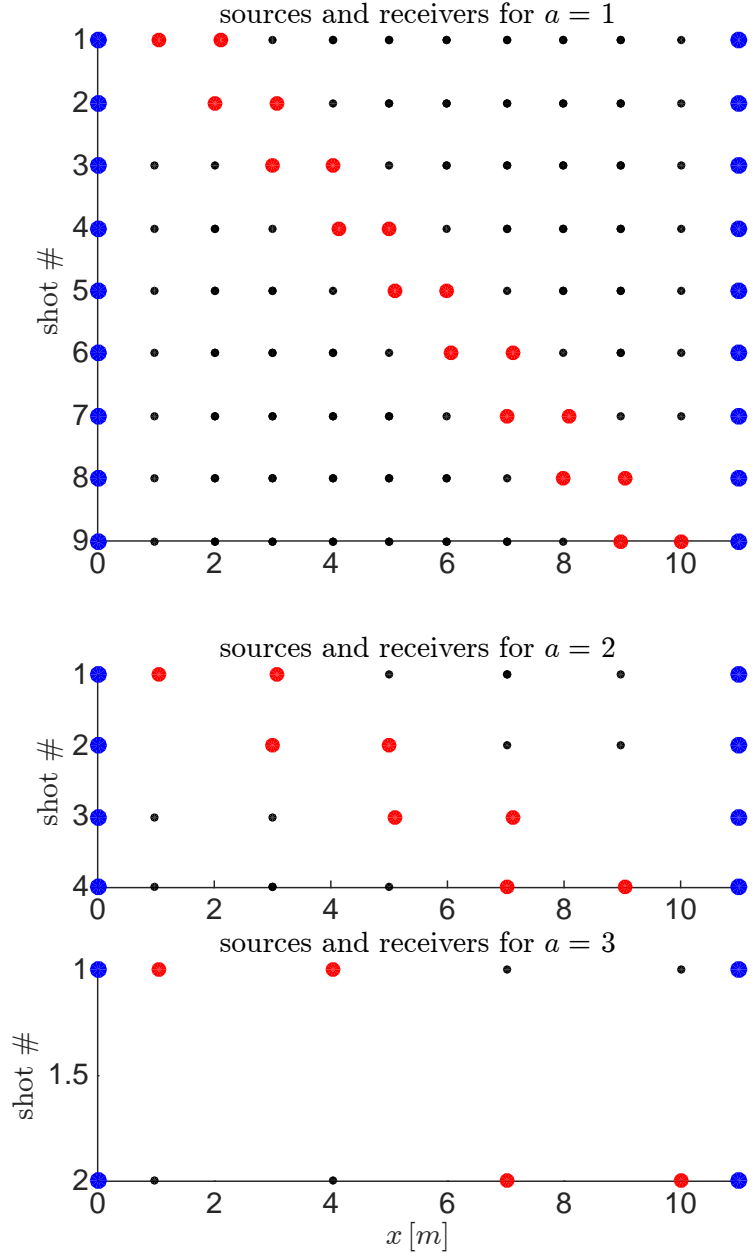 sources and receivers for a = 1
1
2
3
4
5
6
7
8
9
shot #
0 2 4 6 8 10
sources and receivers for a = 2
1
2
3
4
shot #
0 2 4 6 8 10
sources and receivers for a = 3
1
1.5
2
shot #
0 2 4 6 8 10
x [m]